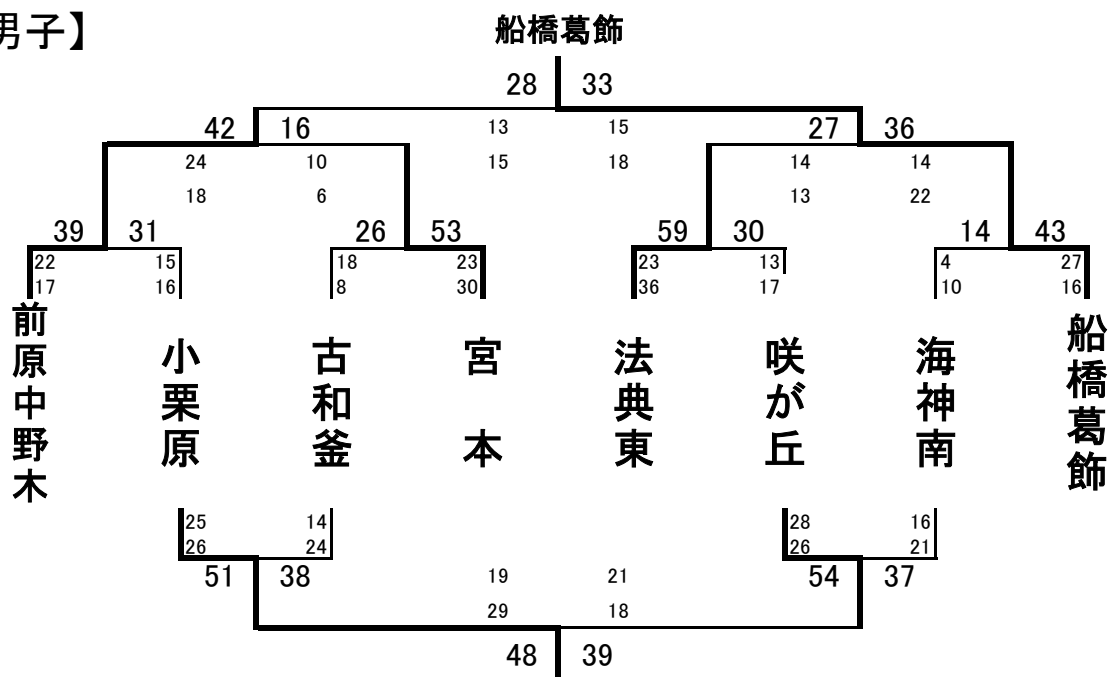 男子】
船橋葛飾
28 33
42 16 13 15 27 36
24 10 15 18 14 14
18 6 13 22
39 31 26 53 59 30 14 43
22 15 18 23 23 13 4 27
17 16 8 30 36 17 10 16
前原中野木
小栗原
古和釜
宮本
法典東
咲が丘
海神南
船橋葛飾
25 14 28 16
26 24 26 21
51 38 19 21 54 37
29 18
48 39